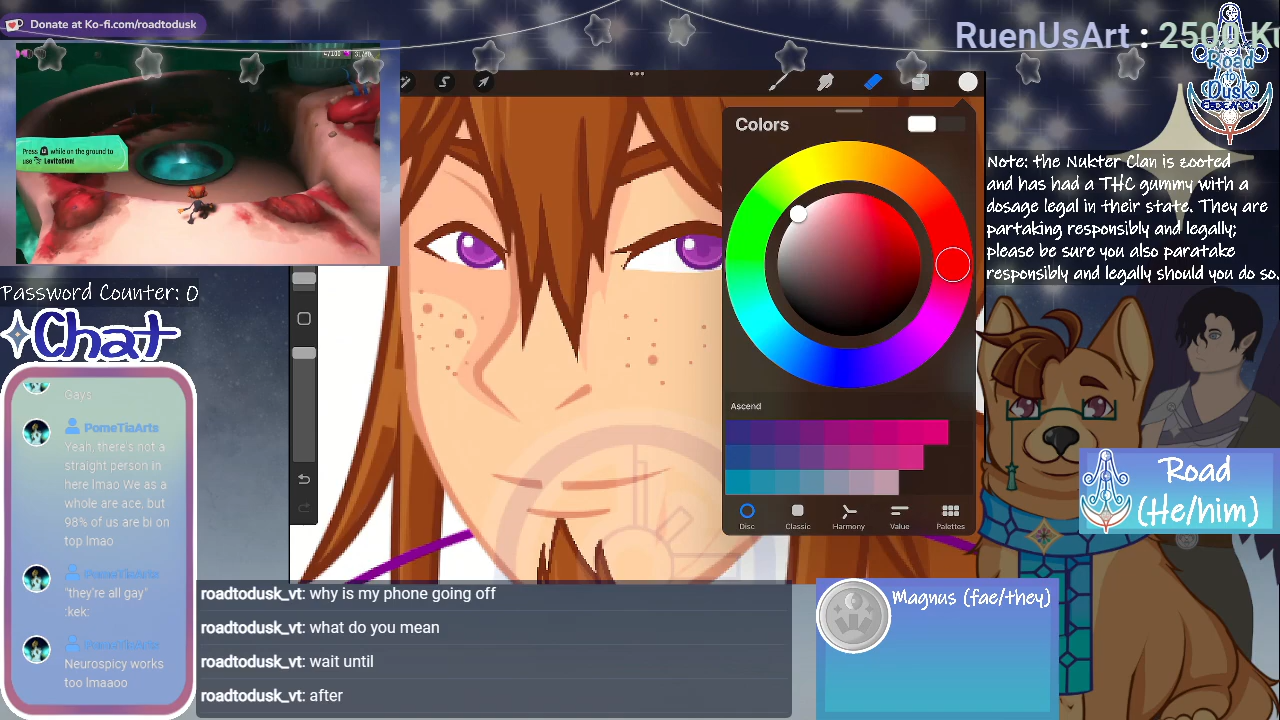 Donate at Ko-fi.com/roadtodusk
RuenUsArt : 2500
Road
to
Dusk
Press while on the ground to
use Levitation!
Colors
Note: the Nukter Clan is zooted
and has had a THC gummy with a
dosage legal in their state. They are
partaking responsibly and legally;
please be sure you also paratake
responsibly and legally should you do so.
Password Counter: 0
Chat
Gays
PomeTiaArts
Yeah, there's not a
straight person in
here lmao We as a
whole are ace, but
98% of us are bi on
top lmao
PomeTiaArts
"they're all gay"
:kek:
PomeTiaArts
Neurospicy works
too lmaaoo
Ascend
Disc
Classic
Harmony
Value
Palettes
Road
(He/him)
roadtodusk_vt: why is my phone going off
roadtodusk_vt: what do you mean
roadtodusk_vt: wait until
roadtodusk_vt: after
Magnus (fae/they)